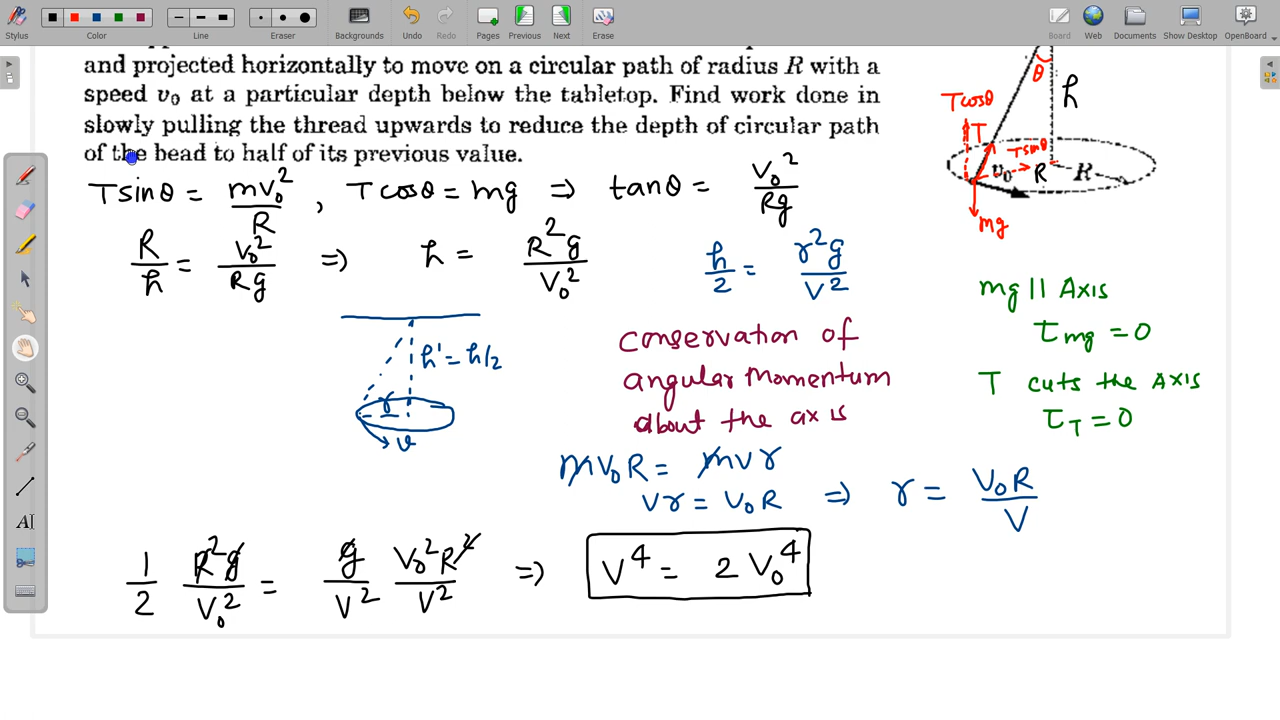 Stylus
Color
Line
Eraser
Backgrounds
Undo
Redo
Pages
Previous
Next
Erase
Board
Web
Documents
Show Desktop
OpenBoard
and projected horizontally to move on a circular path of radius R with a
speed v₀ at a particular depth below the tabletop. Find work done in
slowly pulling the thread upwards to reduce the depth of circular path
of the bead to half of its previous value.
θ
h
Tcosθ
T
Tsinθ
v₀
R
R
mg
Tsinθ = mv₀²/R , Tcosθ = mg ⇒ tanθ = v₀²/Rg
R/h = v₀²/Rg ⇒ h = R²g/v₀²
h/2 = r²g/v²
mg || Axis
τmg = 0
T cuts the Axis
τT = 0
h' = h/2
r
v
Conservation of
angular Momentum
about the axis
mv₀R = mvr
vr = v₀R ⇒ r = v₀R/v
1/2 R²g/v₀² = g/v² v₀²R²/v² ⇒ v⁴ = 2 v₀⁴